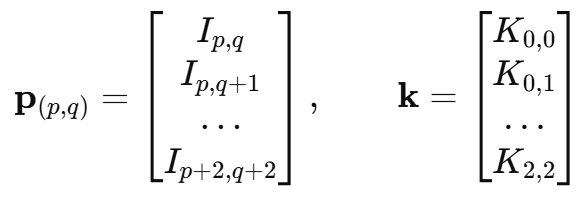 𝐩₍ₚ,q₎ = [ I_{p,q} I_{p,q+1} ... I_{p+2,q+2} ] , 𝐤 = [ K_{0,0} K_{0,1} ... K_{2,2} ]